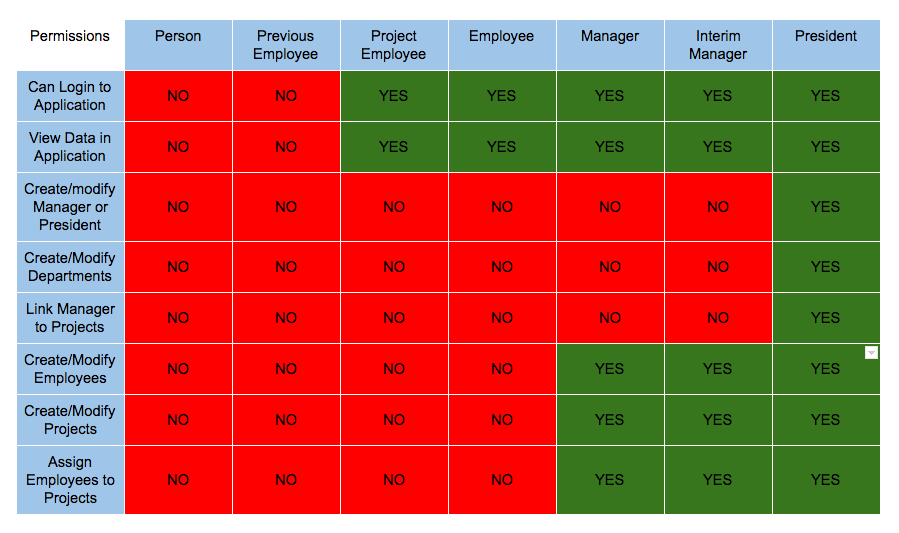 Permissions Person Previous Employee Project Employee Employee Manager Interim Manager President
Can Login to Application NO NO YES YES YES YES YES
View Data in Application NO NO YES YES YES YES YES
Create/modify Manager or President NO NO NO NO NO NO YES
Create/Modify Departments NO NO NO NO NO NO YES
Link Manager to Projects NO NO NO NO NO NO YES
Create/Modify Employees NO NO NO NO YES YES YES
Create/Modify Projects NO NO NO NO YES YES YES
Assign Employees to Projects NO NO NO NO YES YES YES